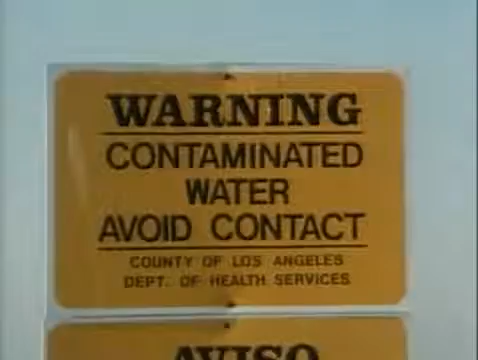 WARNING
CONTAMINATED
WATER
AVOID CONTACT
COUNTY OF LOS ANGELES
DEPT. OF HEALTH SERVICES
AVISO